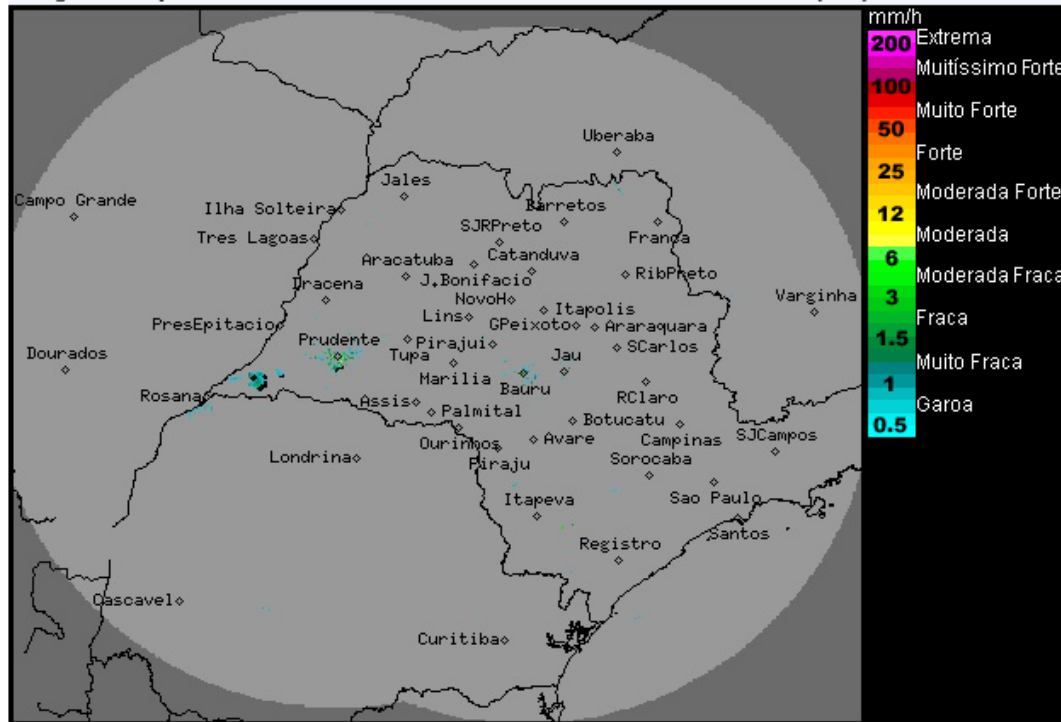 mm/h
200 Extrema
Muitíssimo Forte
100
Muito Forte
50
Forte
25
Moderada Forte
12
Moderada
6
Moderada Fraca
3
Fraca
1.5
Muito Fraca
1
Garoa
0.5
Uberaba
Jales
Campo Grande
Ilha Solteira
Barretos
SJRPreto
Franca
Tres Lagoas
Catanduva
Aracatuba
J.Bonifacio
RibPreto
Dracena
NovoH
Itapolis
Varginha
Lins
GPeixoto
Araraquara
PresEpitacio
Prudente
Pirajui
SCarlos
Dourados
Tupa
Jau
Marilia
Bauru
Rosana
Assis
RClaro
Palmital
Botucatu
Ourinhos
Avare
Campinas
SJCampos
Londrina
Piraju
Sorocaba
Itapeva
Sao Paulo
Santos
Registro
Cascavel
Curitiba